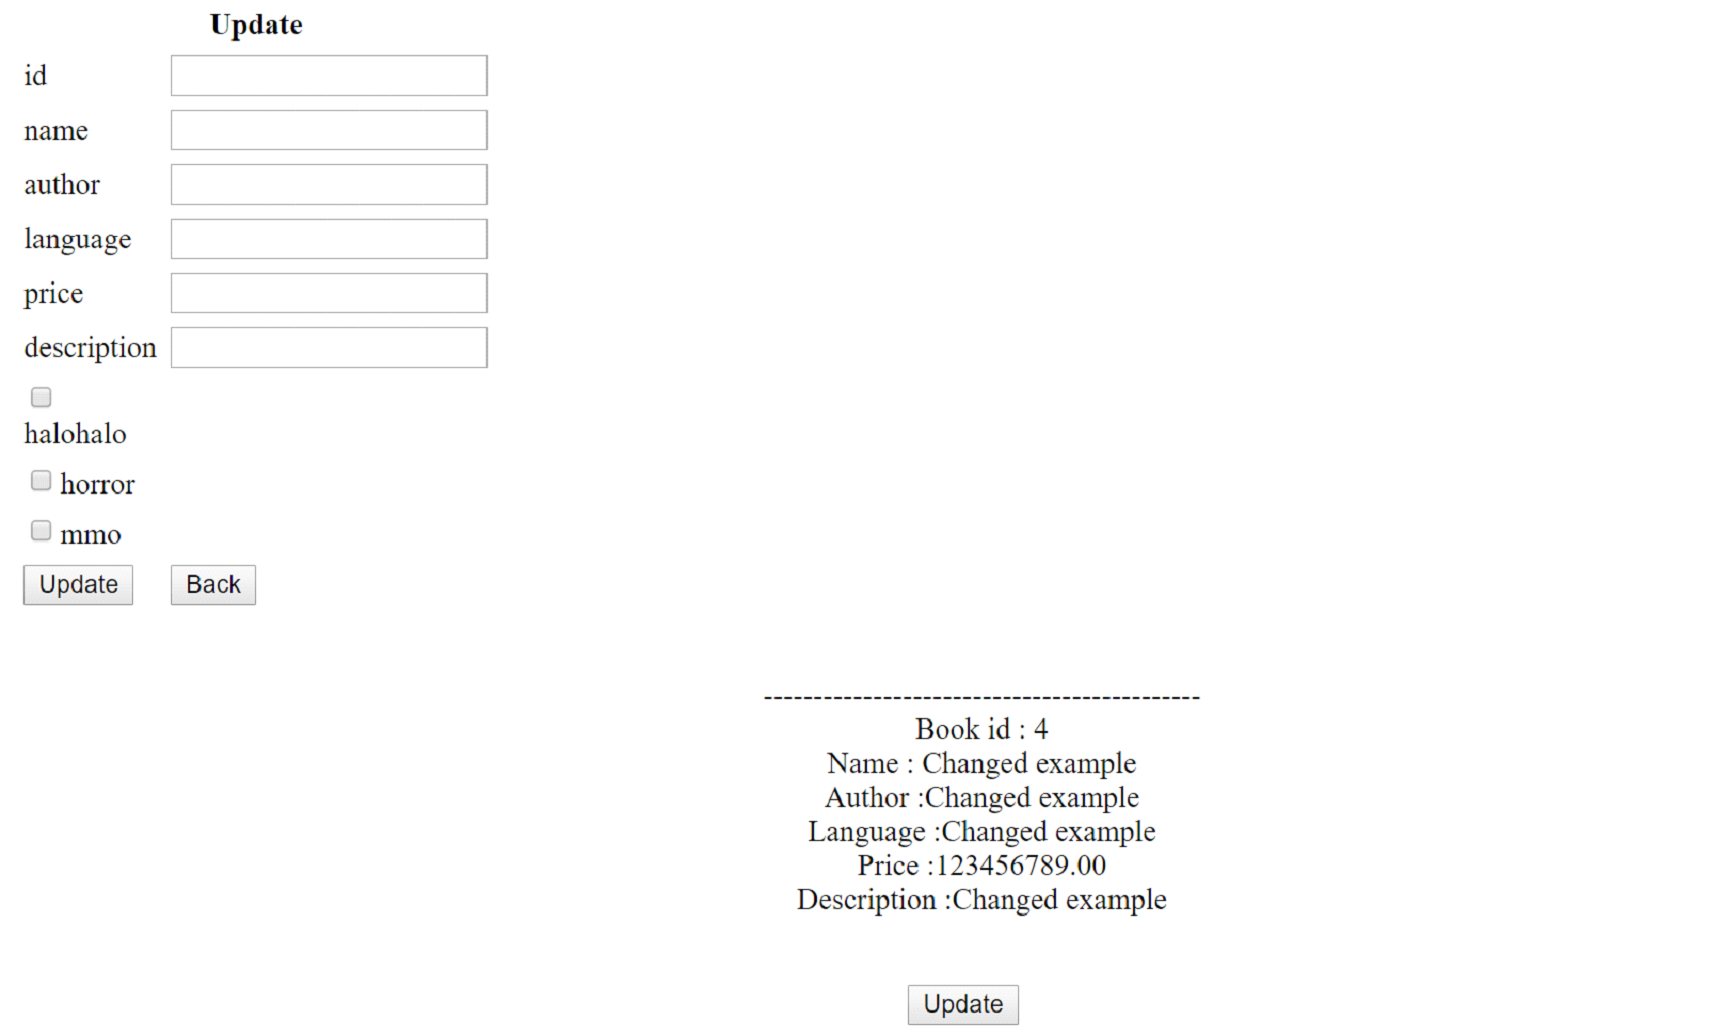 Update
id
name
author
language
price
description
halohalo
horror
mmo
Update Back
--------------------------------------------
Book id : 4
Name : Changed example
Author :Changed example
Language :Changed example
Price :123456789.00
Description :Changed example
Update